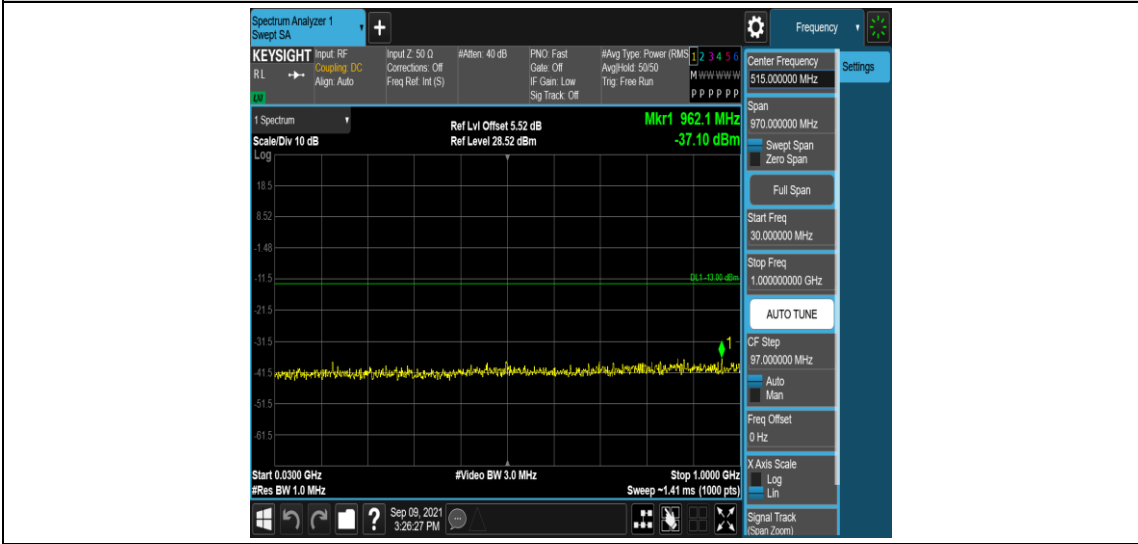 Spectrum Analyzer 1
Swept SA
▼
+
Frequency
▼
KEYSIGHT
RL
LNI
Input: RF
Coupling: DC
Align: Auto
Input Z: 50 Ω
Corrections: Off
Freq Ref: Int (S)
#Atten: 40 dB
PNO: Fast
Gate: Off
IF Gain: Low
Sig Track: Off
#Avg Type: Power (RMS
Avg|Hold: 50/50
Trig: Free Run
1 2 3 4 5 6
M W W W W W
P P P P P P
1 Spectrum ▼
Scale/Div 10 dB
Ref Lvl Offset 5.52 dB
Ref Level 28.52 dBm
Mkr1 962.1 MHz
-37.10 dBm
Log
18.5
8.52
-1.48
-11.5
DL1 -13.00 dBm
-21.5
-31.5
1
-41.5
-51.5
-61.5
Start 0.0300 GHz
#Video BW 3.0 MHz
Stop 1.0000 GHz
#Res BW 1.0 MHz
Sweep ~1.41 ms (1000 pts)
?
Sep 09, 2021
3:26:27 PM
Center Frequency
515.000000 MHz
Settings
Span
970.000000 MHz
Swept Span
Zero Span
Full Span
Start Freq
30.000000 MHz
Stop Freq
1.000000000 GHz
AUTO TUNE
CF Step
97.000000 MHz
Auto
Man
Freq Offset
0 Hz
X Axis Scale
Log
Lin
Signal Track
(Span Zoom)